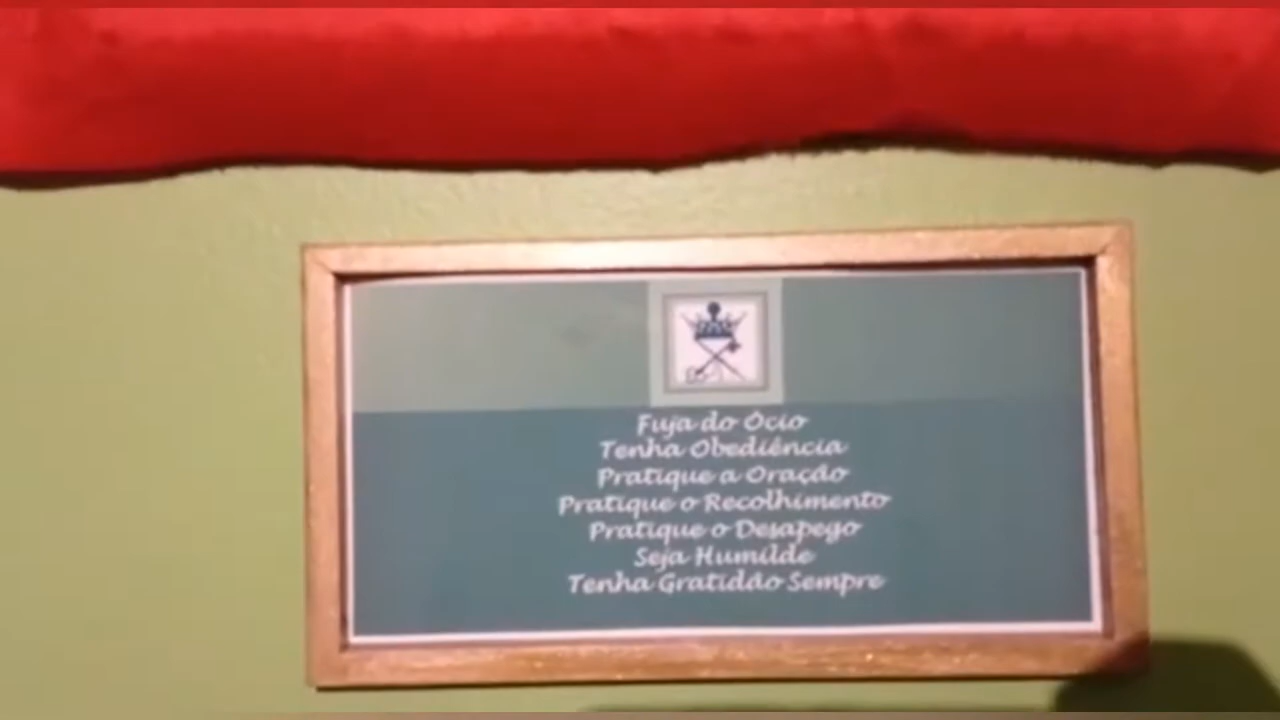 Fuja do Ócio
Tenha Obediência
Pratique a Oração
Pratique o Recolhimento
Pratique o Desapego
Seja Humilde
Tenha Gratidão Sempre